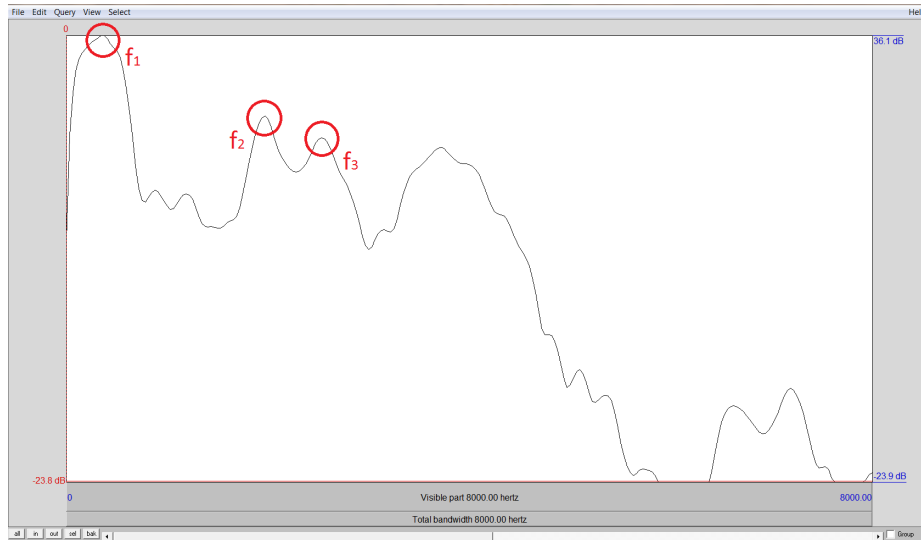 File Edit Query View Select Hel
0
36.1 dB
f1
f2
f3
-23.8 dB
-23.9 dB
0 Visible part 8000.00 hertz 8000.00
Total bandwidth 8000.00 hertz
all in out sel bak Group